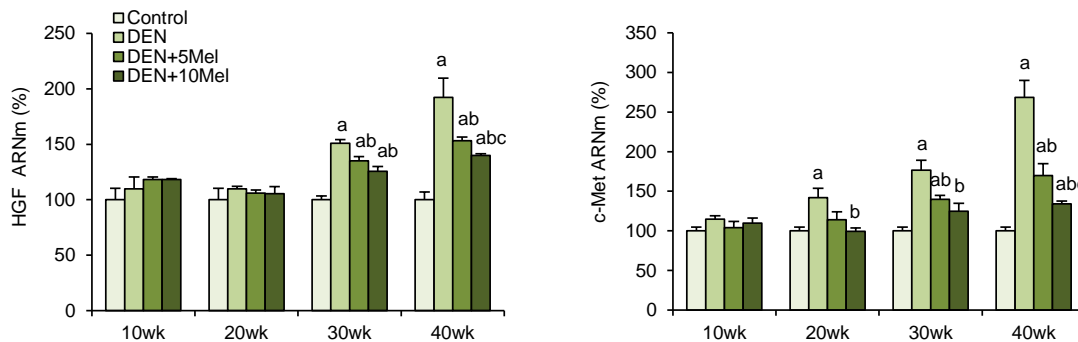 Control
DEN
DEN+5Mel
DEN+10Mel
HGF ARNm (%)
250
200
150
100
50
0
a
ab
ab
a
ab
abc
10wk
20wk
30wk
40wk
c-Met ARNm (%)
350
300
250
200
150
100
50
0
a
b
a
ab
b
a
ab
abc
10wk
20wk
30wk
40wk